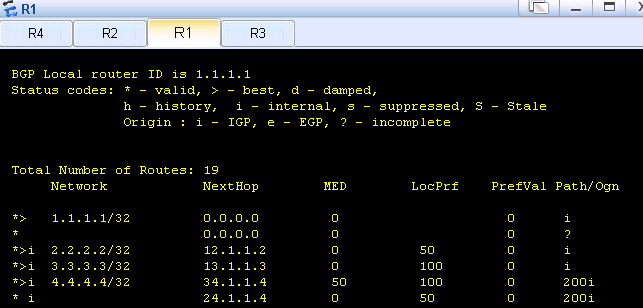 R1
R4 R2 R1 R3
BGP Local router ID is 1.1.1.1
Status codes: * - valid, > - best, d - damped,
h - history, i - internal, s - suppressed, S - Stale
Origin : i - IGP, e - EGP, ? - incomplete
Total Number of Routes: 19
Network NextHop MED LocPrf PrefVal Path/Ogn
*> 1.1.1.1/32 0.0.0.0 0 0 i
* 0.0.0.0 0 0 ?
*>i 2.2.2.2/32 12.1.1.2 0 50 0 i
*>i 3.3.3.3/32 13.1.1.3 0 100 0 i
*>i 4.4.4.4/32 34.1.1.4 50 100 0 200i
* i 24.1.1.4 0 50 0 200i